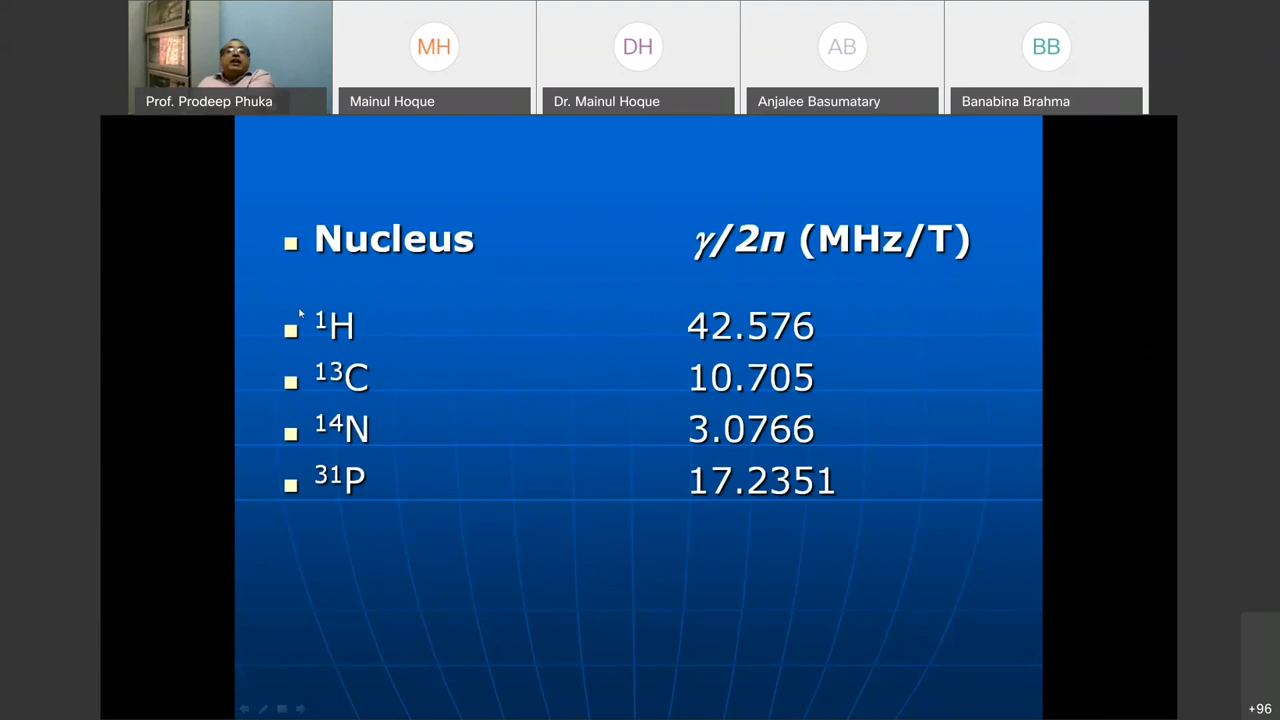 MH
DH
AB
BB
Prof. Prodeep Phuka
Mainul Hoque
Dr. Mainul Hoque
Anjalee Basumatary
Banabina Brahma
Nucleus γ/2π (MHz/T)
¹H 42.576
¹³C 10.705
¹⁴N 3.0766
³¹P 17.2351
+96